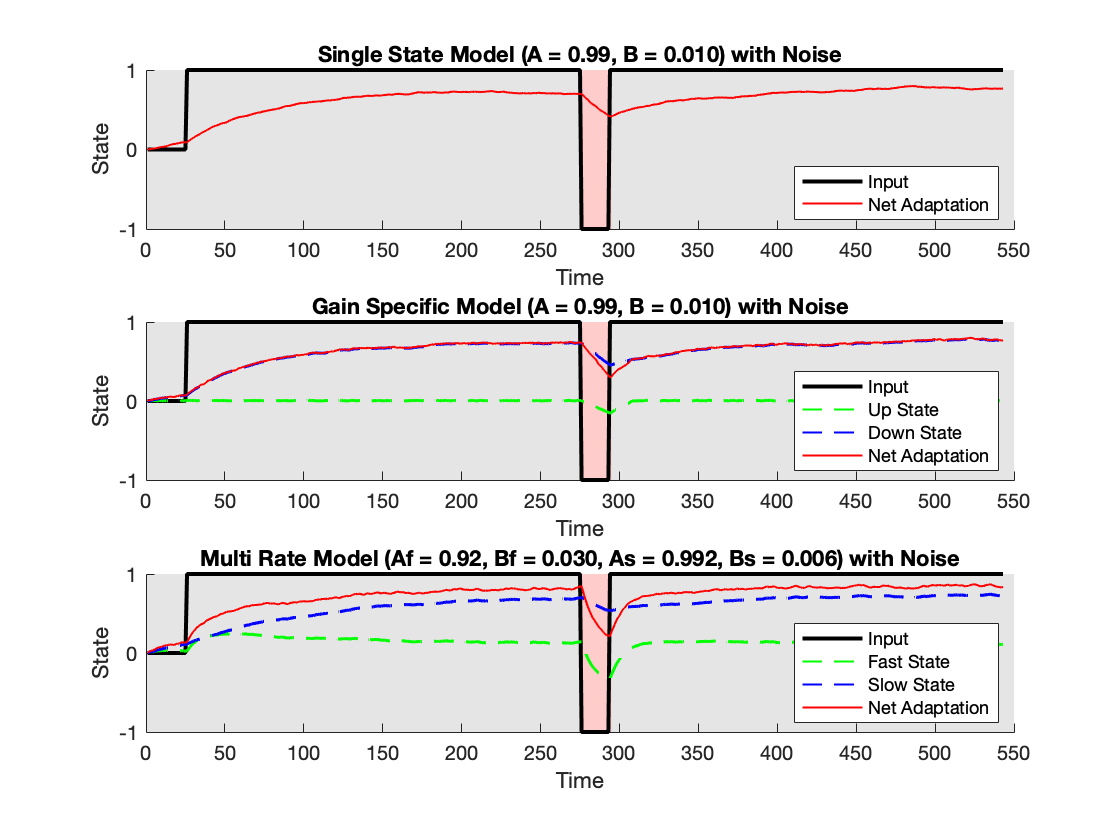 Single State Model (A = 0.99, B = 0.010) with Noise
1
0
-1
State
0 50 100 150 200 250 300 350 400 450 500 550
Time
Input
Net Adaptation
Gain Specific Model (A = 0.99, B = 0.010) with Noise
1
0
-1
State
0 50 100 150 200 250 300 350 400 450 500 550
Time
Input
Up State
Down State
Net Adaptation
Multi Rate Model (Af = 0.92, Bf = 0.030, As = 0.992, Bs = 0.006) with Noise
1
0
-1
State
0 50 100 150 200 250 300 350 400 450 500 550
Time
Input
Fast State
Slow State
Net Adaptation